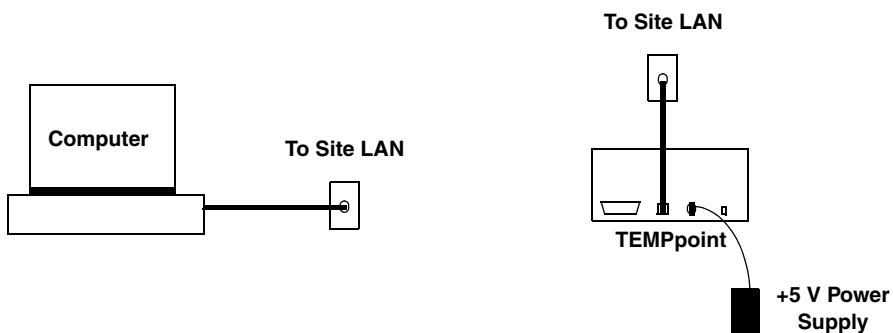 To Site LAN
Computer
To Site LAN
TEMPpoint
+5 V Power
Supply